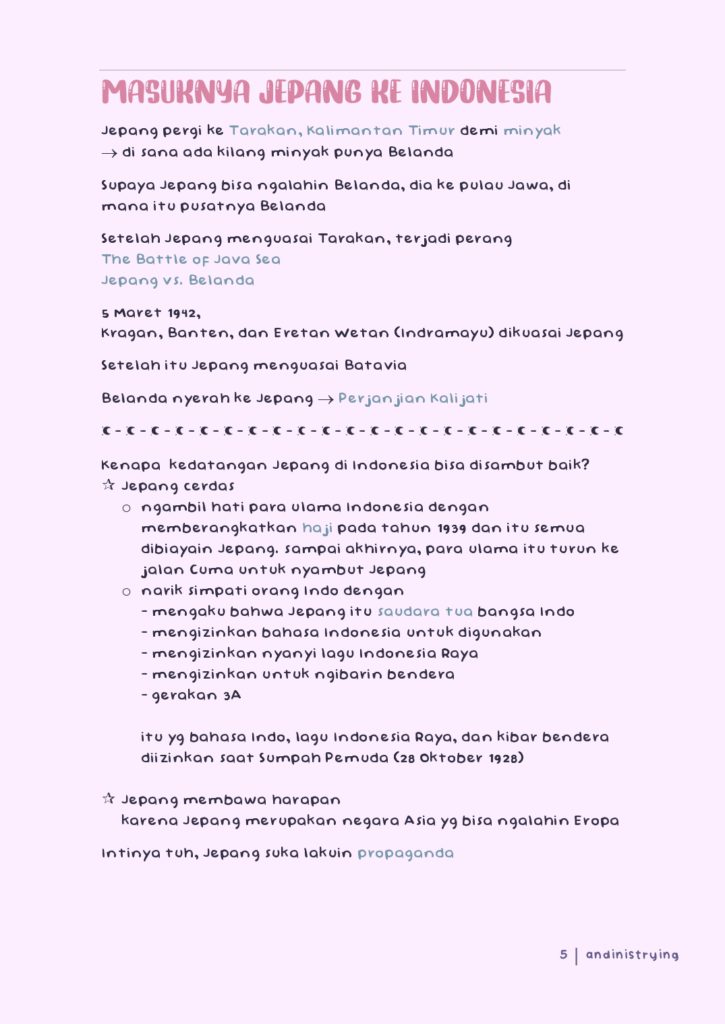 MASUKNYA JEPANG KE INDONESIA
Jepang pergi ke Tarakan, Kalimantan Timur demi minyak
→ di sana ada kilang minyak punya Belanda
Supaya Jepang bisa ngalahin Belanda, dia ke pulau Jawa, di
mana itu pusatnya Belanda
Setelah Jepang menguasai Tarakan, terjadi perang
The Battle of Java Sea
Jepang vs. Belanda
5 Maret 1942,
Kragan, Banten, dan Eretan Wetan (Indramayu) dikuasai Jepang
Setelah itu Jepang menguasai Batavia
Belanda nyerah ke Jepang → Perjanjian Kalijati
Kenapa kedatangan Jepang di Indonesia bisa disambut baik?
☆ Jepang cerdas
o ngambil hati para ulama Indonesia dengan
memberangkatkan haji pada tahun 1939 dan itu semua
dibiayain Jepang. Sampai akhirnya, para ulama itu turun ke
jalan Cuma untuk nyambut Jepang
o narik simpati orang Indo dengan
- mengaku bahwa Jepang itu saudara tua bangsa Indo
- mengizinkan bahasa Indonesia untuk digunakan
- mengizinkan nyanyi lagu Indonesia Raya
- mengizinkan untuk ngibarin bendera
- gerakan 3A
itu yg bahasa Indo, lagu Indonesia Raya, dan kibar bendera
diizinkan saat Sumpah Pemuda (28 Oktober 1928)
☆ Jepang membawa harapan
karena Jepang merupakan negara Asia yg bisa ngalahin Eropa
Intinya tuh, Jepang suka lakuin propaganda
5 | andinistrying